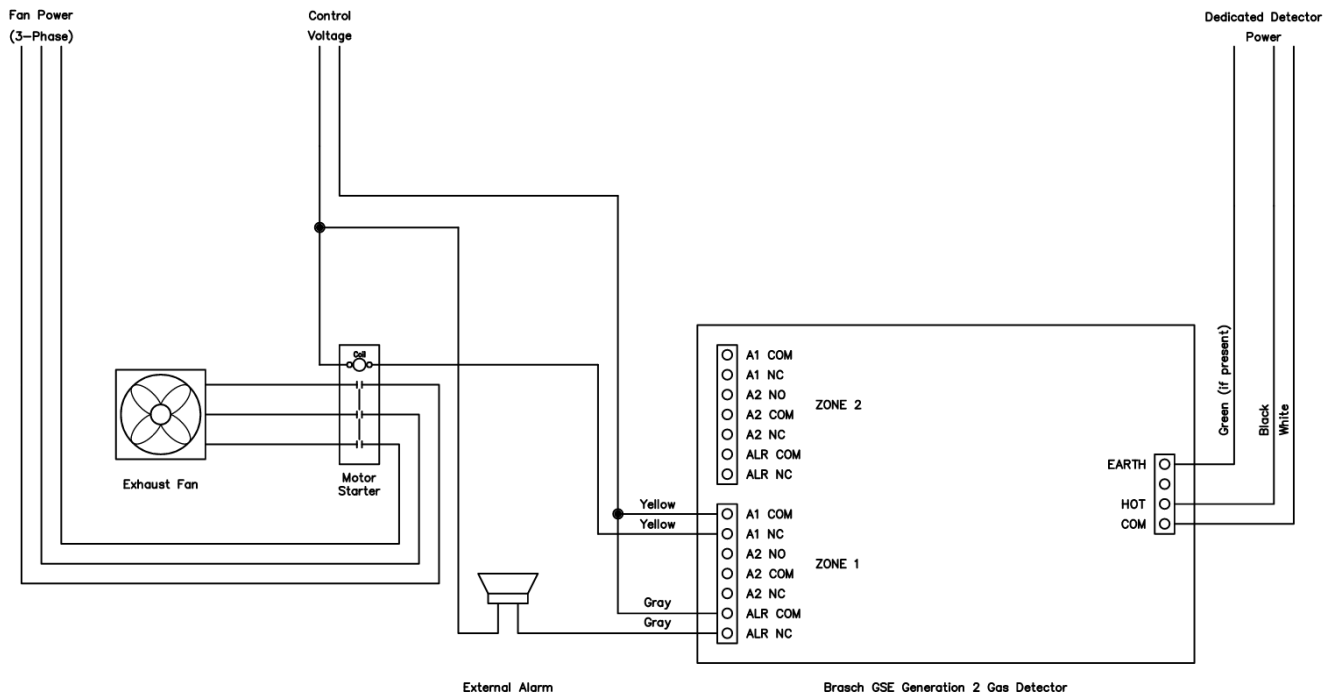 Fan Power
(3-Phase)
Control
Voltage
Dedicated Detector
Power
Green (if present)
Black
White
Coil
Motor
Starter
Exhaust Fan
A1 COM
A1 NC
A2 NO
A2 COM
A2 NC
ALR COM
ALR NC
ZONE 2
EARTH
HOT
COM
Yellow
Yellow
Gray
Gray
A1 COM
A1 NC
A2 NO
A2 COM
A2 NC
ALR COM
ALR NC
ZONE 1
External Alarm
Brasch GSE Generation 2 Gas Detector